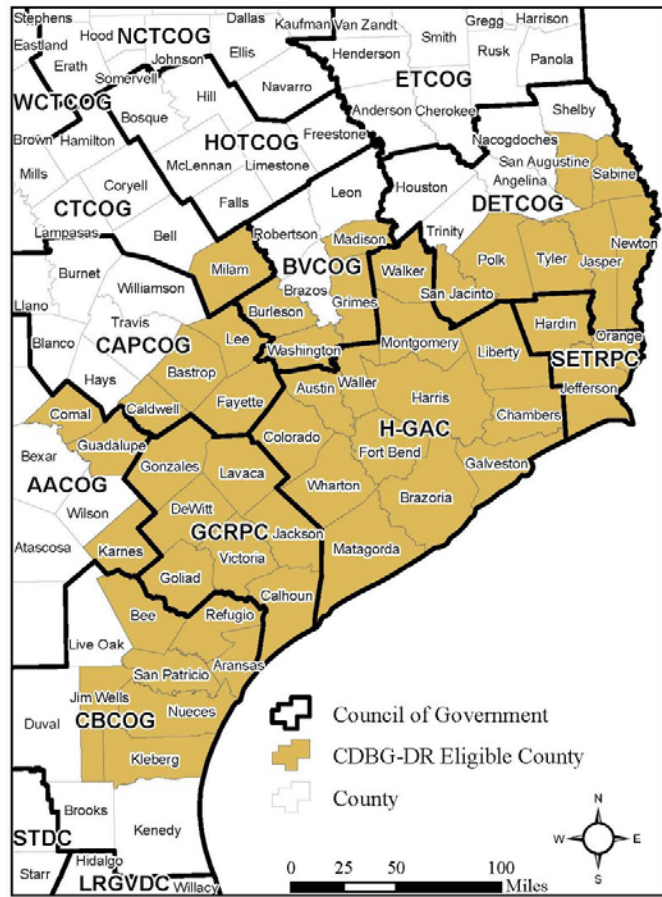 Stephens
Dallas
Kaufman
Van Zandt
Gregg
Harrison
Hood
NCTCOG
Smith
Eastland
Ellis
Henderson
Rusk
Erath
Johnson
Panola
Somervell
ETCOG
Navarro
WCTCOG
Hill
Bosque
Anderson
Cherokee
Shelby
Brown
Hamilton
HOTCOG
Freestone
Nacogdoches
McLennan
Limestone
San Augustine
Mills
Sabine
Coryell
Leon
Houston
Angelina
CTCOG
Falls
DETCOG
Lampasas
Bell
Robertson
Madison
Trinity
Newton
Burnet
Milam
BVCOG
Walker
Polk
Tyler
Jasper
Williamson
Brazos
Llano
Burleson
Grimes
San Jacinto
Travis
Hardin
Blanco
CAPCOG
Lee
Washington
Montgomery
Liberty
Orange
SETRPC
Hays
Bastrop
Austin
Waller
Jefferson
Comal
Caldwell
Fayette
Harris
Chambers
Guadalupe
Colorado
H-GAC
Bexar
Gonzales
Lavaca
Fort Bend
Galveston
AACOG
Wharton
Wilson
DeWitt
Brazoria
Atascosa
GCRPC
Jackson
Karnes
Victoria
Matagorda
Goliad
Calhoun
Bee
Refugio
Live Oak
Aransas
San Patricio
Jim Wells
Duval
CBCOG
Nueces
Kleberg
Brooks
Kenedy
STDC
Hidalgo
Starr
LRGVDC
Willacy
Council of Government
CDBG-DR Eligible County
County
N
W
E
S
0 25 50 100
Miles